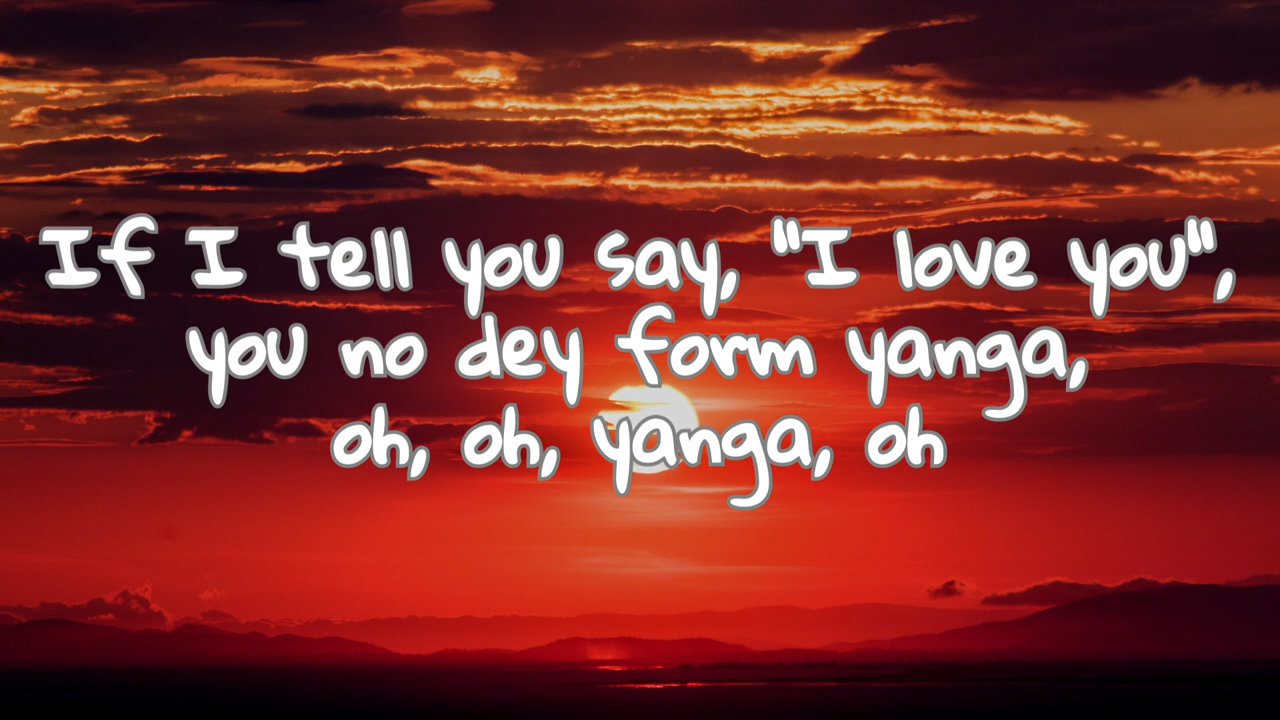 If I tell you say, "I love you",
you no dey form yanga,
oh, oh, yanga, oh